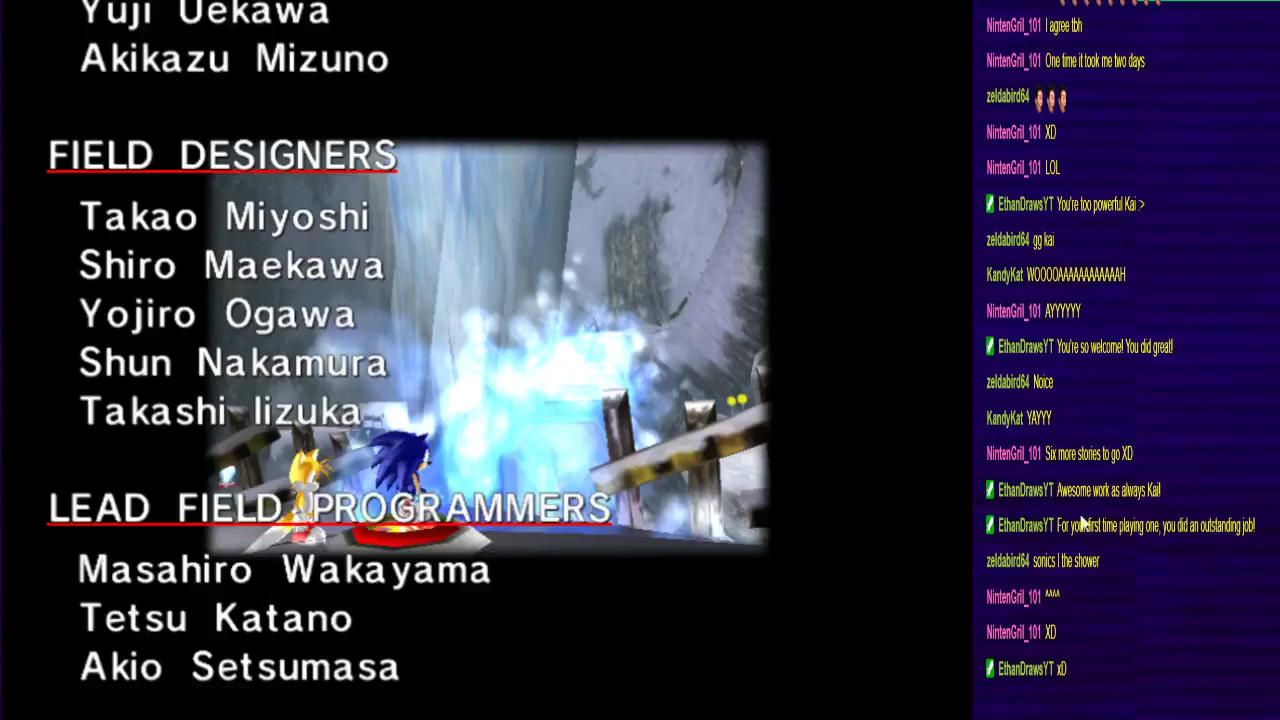 Yuji Uekawa
Akikazu Mizuno
FIELD DESIGNERS
Takao Miyoshi
Shiro Maekawa
Yojiro Ogawa
Shun Nakamura
Takashi Iizuka
LEAD FIELD PROGRAMMERS
Masahiro Wakayama
Tetsu Katano
Akio Setsumasa
NintenGril_101 I agree tbh
NintenGril_101 One time it took me two days
zeldabird64
NintenGril_101 XD
NintenGril_101 LOL
EthanDrawsYT You're too powerful Kai :>
zeldabird64 gg kai
KandyKat WOOOOAAAAAAAAAAAAH
NintenGril_101 AYYYYYY
EthanDrawsYT You're so welcome! You did great!
zeldabird64 Noice
KandyKat YAYYY
NintenGril_101 Six more stories to go XD
EthanDrawsYT Awesome work as always Kai!
EthanDrawsYT For your first time playing one, you did an outstanding job!
zeldabird64 sonics I the shower
NintenGril_101 ^^^^
NintenGril_101 XD
EthanDrawsYT xD